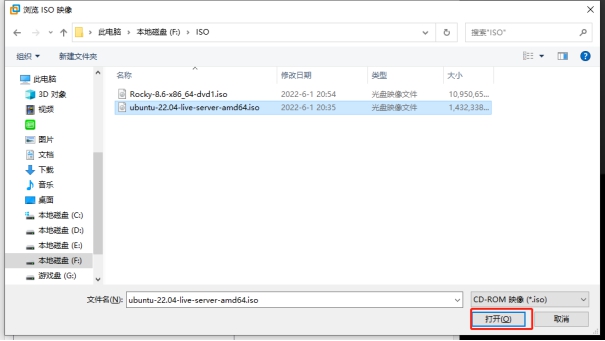 浏览 ISO 映像
此电脑 > 本地磁盘 (F:) > ISO
搜索"ISO"
组织 新建文件夹
名称 修改日期 类型 大小
Rocky-8.6-x86_64-dvd1.iso 2022-6-1 20:54 光盘映像文件 10,950,65...
ubuntu-22.04-live-server-amd64.iso 2022-6-1 20:35 光盘映像文件 1,432,338...
此电脑
3D 对象
视频
图片
文档
下载
音乐
桌面
本地磁盘 (C:)
本地磁盘 (D:)
本地磁盘 (E:)
本地磁盘 (F:)
游戏盘 (G:)
文件名(N): ubuntu-22.04-live-server-amd64.iso CD-ROM 映像 (*.iso)
打开(O) 取消